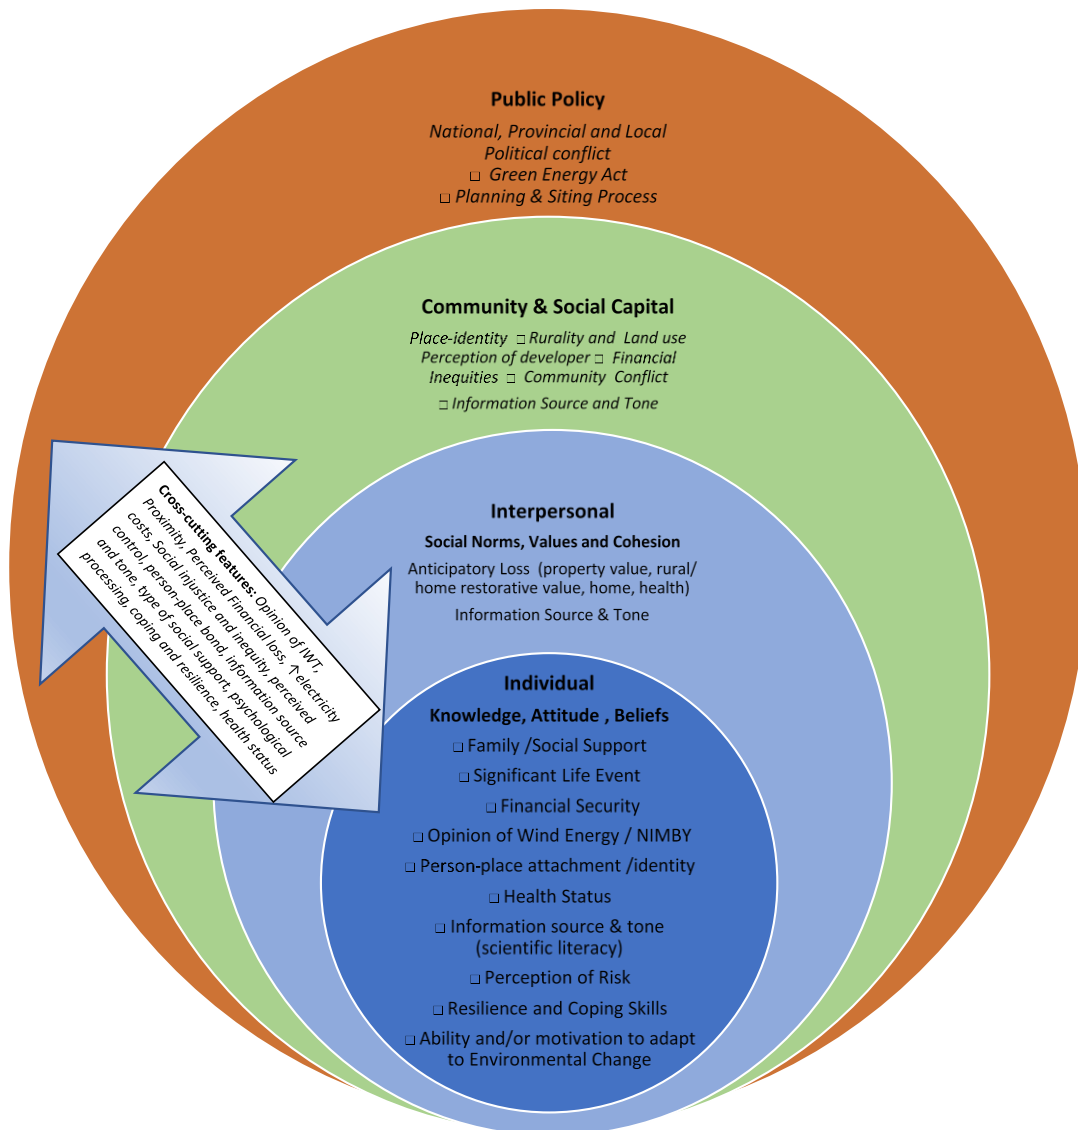 Public Policy
National, Provincial and Local
Political conflict
□ Green Energy Act
□ Planning & Siting Process
Community & Social Capital
Place-identity □ Rurality and Land use
Perception of developer □ Financial
Inequities □ Community Conflict
□ Information Source and Tone
Interpersonal
Social Norms, Values and Cohesion
Anticipatory Loss (property value, rural/
home restorative value, home, health)
Information Source & Tone
Cross-cutting features: Opinion of IWT,
Proximity, Perceived Financial loss, ↑electricity
costs, Social injustice and inequity, perceived
control, person-place bond, information source
and tone, type of social support, psychological
processing, coping and resilience, health status
Individual
Knowledge, Attitude , Beliefs
□ Family /Social Support
□ Significant Life Event
□ Financial Security
□ Opinion of Wind Energy / NIMBY
□ Person-place attachment /identity
□ Health Status
□ Information source & tone
(scientific literacy)
□ Perception of Risk
□ Resilience and Coping Skills
□ Ability and/or motivation to adapt
to Environmental Change